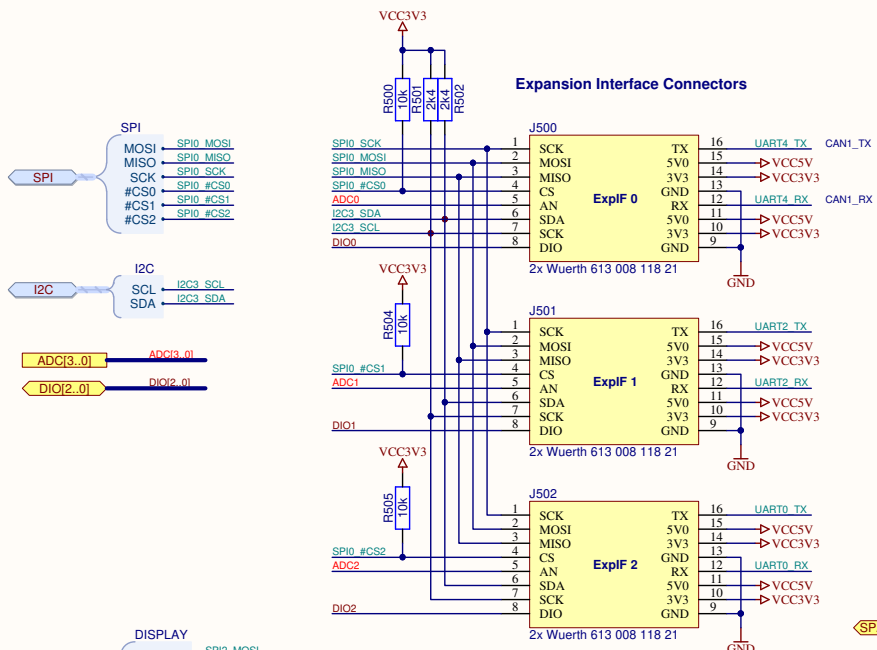 VCC3V3
Expansion Interface Connectors
R500
10k
R501
2k4
2k4
R502
SPI
SPI
MOSI
MISO
SCK
#CS0
#CS1
#CS2
SPI0_MOSI
SPI0_MISO
SPI0_SCK
SPI0_#CS0
SPI0_#CS1
SPI0_#CS2
I2C
I2C
SCL
SDA
I2C3_SCL
I2C3_SDA
ADC[3..0]
ADC[3..0]
DIO[2..0]
DIO[2..0]
J500
SPI0_SCK 1 SCK TX 16 UART4_TX CAN1_TX
SPI0_MOSI 2 MOSI 5V0 15 VCC5V
SPI0_MISO 3 MISO 3V3 14 VCC3V3
SPI0_#CS0 4 CS GND 13
ADC0 5 AN ExpIF 0 RX 12 UART4_RX CAN1_RX
I2C3_SDA 6 SDA 5V0 11 VCC5V
I2C3_SCL 7 SCK 3V3 10 VCC3V3
DIO0 8 DIO GND 9
2x Wuerth 613 008 118 21
GND
VCC3V3
R504
10k
J501
1 SCK TX 16 UART2_TX
2 MOSI 5V0 15 VCC5V
3 MISO 3V3 14 VCC3V3
SPI0_#CS1 4 CS GND 13
ADC1 5 AN ExpIF 1 RX 12 UART2_RX
6 SDA 5V0 11 VCC5V
7 SCK 3V3 10 VCC3V3
DIO1 8 DIO GND 9
2x Wuerth 613 008 118 21
GND
VCC3V3
R505
10k
J502
1 SCK TX 16 UART0_TX
2 MOSI 5V0 15 VCC5V
3 MISO 3V3 14 VCC3V3
SPI0_#CS2 4 CS GND 13
ADC2 5 AN ExpIF 2 RX 12 UART0_RX
6 SDA 5V0 11 VCC5V
7 SCK 3V3 10 VCC3V3
DIO2 8 DIO GND 9
2x Wuerth 613 008 118 21
GND
DISPLAY
SPI2_MOSI